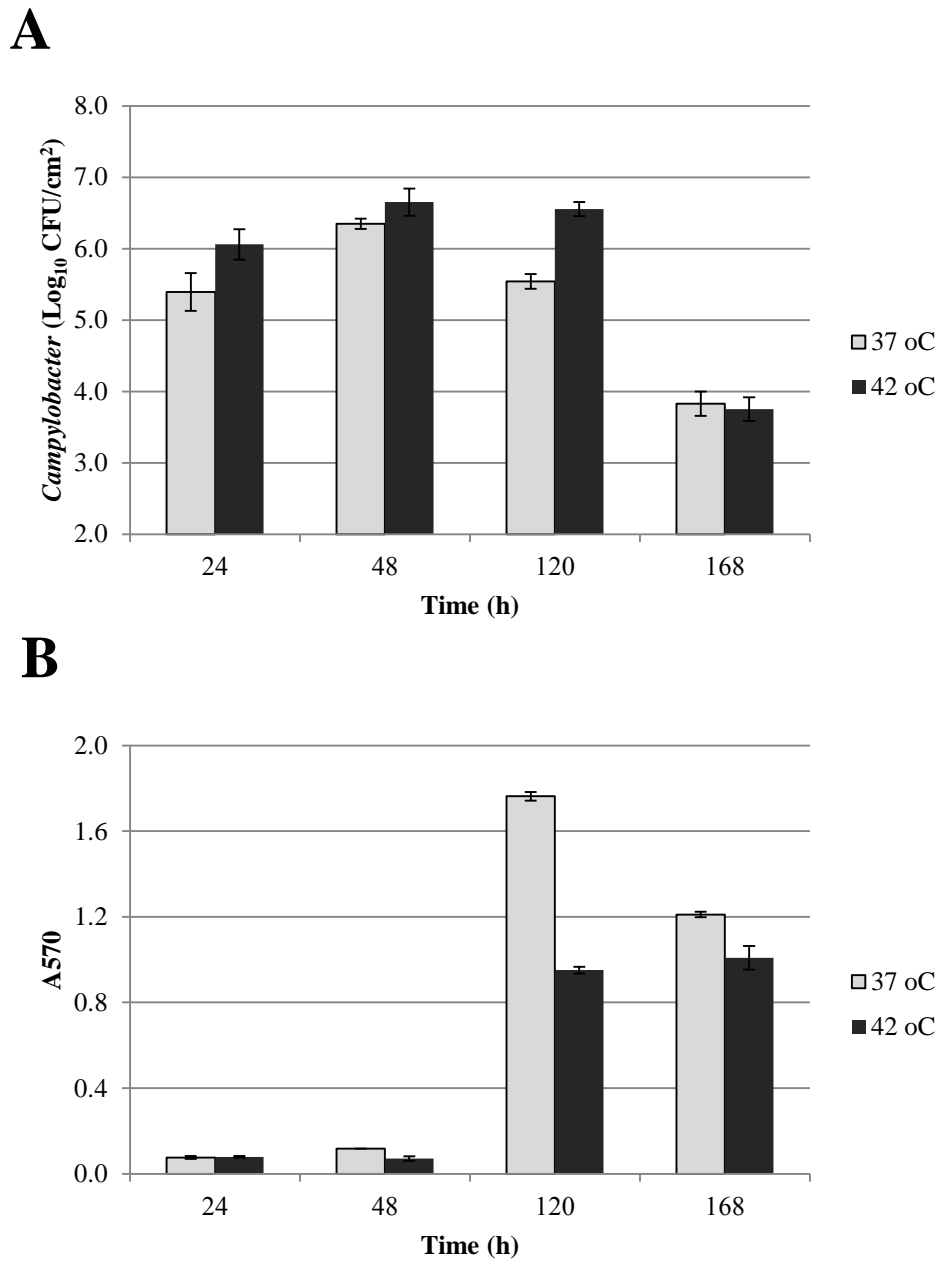 A
8.0
7.0
6.0
5.0
4.0
3.0
2.0
Campylobacter (Log₁₀ CFU/cm²)
24 48 120 168
Time (h)
37 oC
42 oC
B
2.0
1.6
1.2
0.8
0.4
0.0
A570
24 48 120 168
Time (h)
37 oC
42 oC